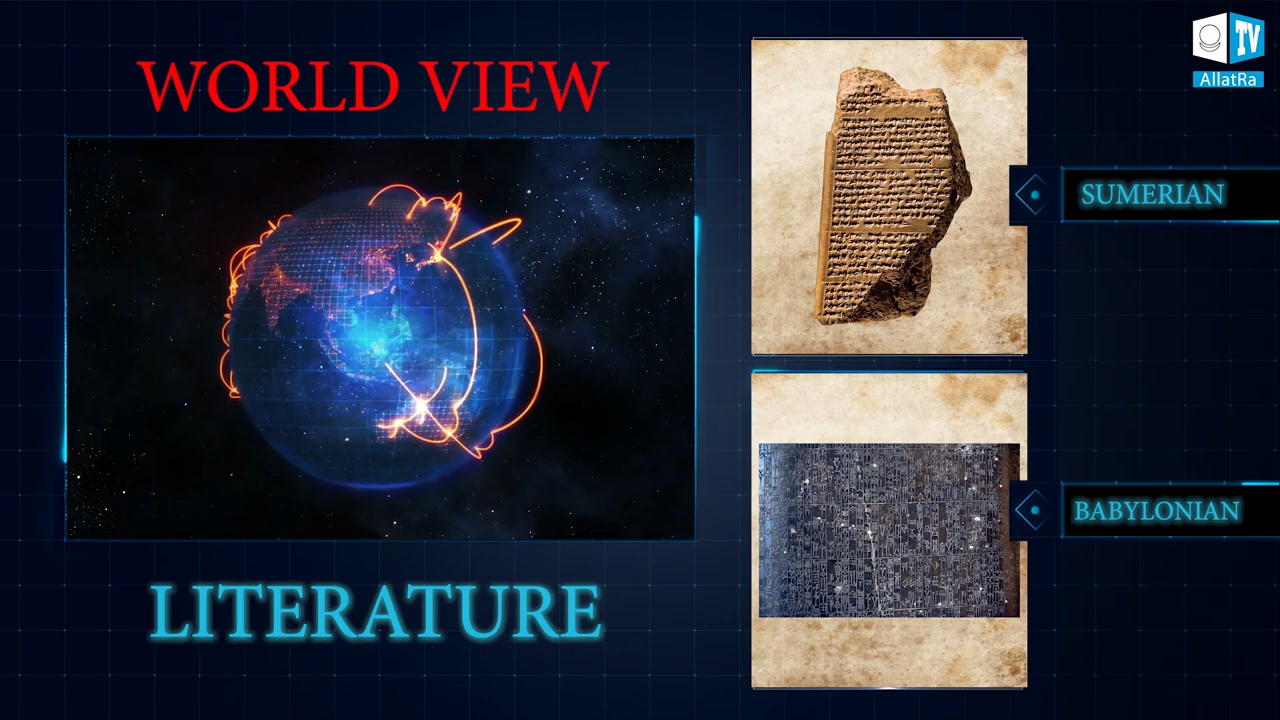 WORLD VIEW
LITERATURE
SUMERIAN
BABYLONIAN
TV
AllatRa